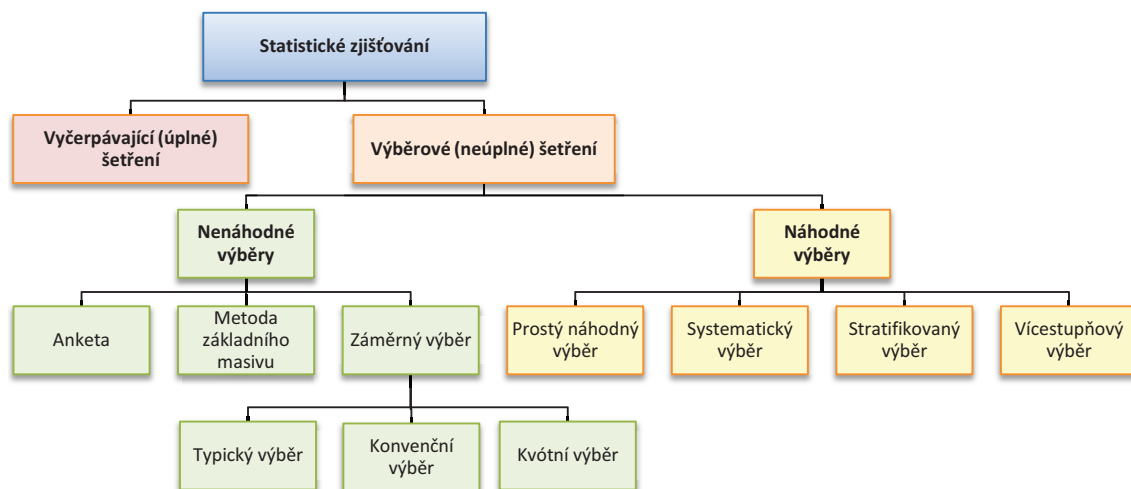 Statistické zjišťování
Vyčerpávající (úplné)
šetření
Výběrové (neúplné) šetření
Nenáhodné
výběry
Náhodné
výběry
Anketa
Metoda
základního
masivu
Záměrný výběr
Prostý náhodný
výběr
Systematický
výběr
Stratifikovaný
výběr
Vícestupňový
výběr
Typický výběr
Konvenční
výběr
Kvótní výběr